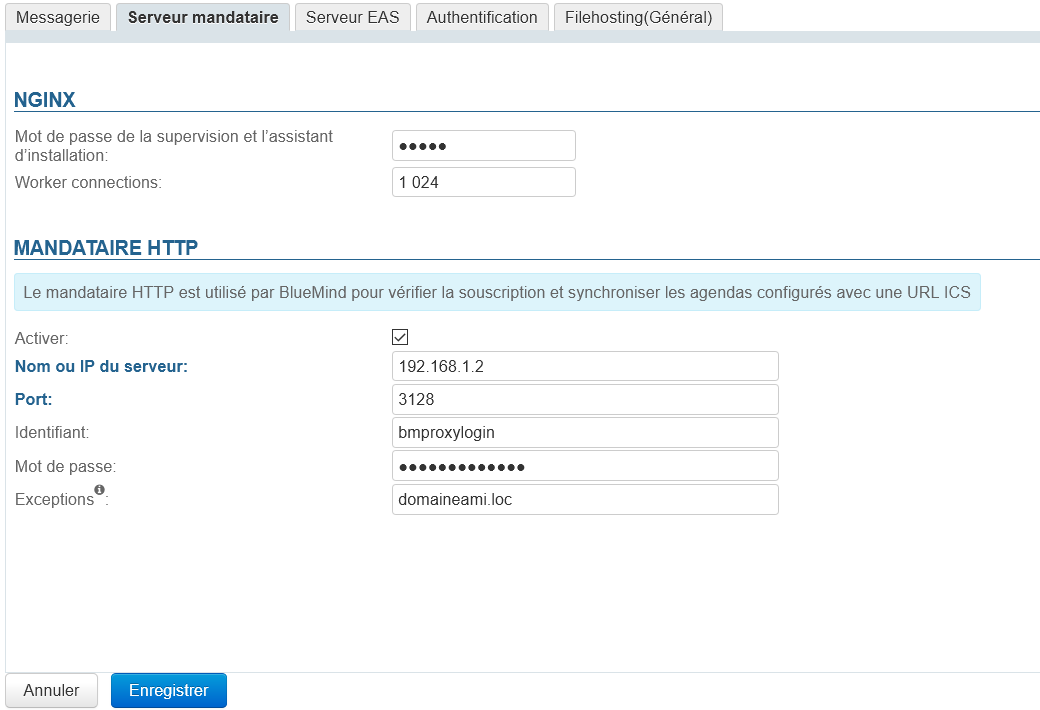 Messagerie Serveur mandataire Serveur EAS Authentification Filehosting(Général)
NGINX
Mot de passe de la supervision et l'assistant
d'installation: •••••
Worker connections: 1 024
MANDATAIRE HTTP
Le mandataire HTTP est utilisé par BlueMind pour vérifier la souscription et synchroniser les agendas configurés avec une URL ICS
Activer:
Nom ou IP du serveur: 192.168.1.2
Port: 3128
Identifiant: bmproxylogin
Mot de passe: •••••••••••••
Exceptions: domaineami.loc
Annuler Enregistrer